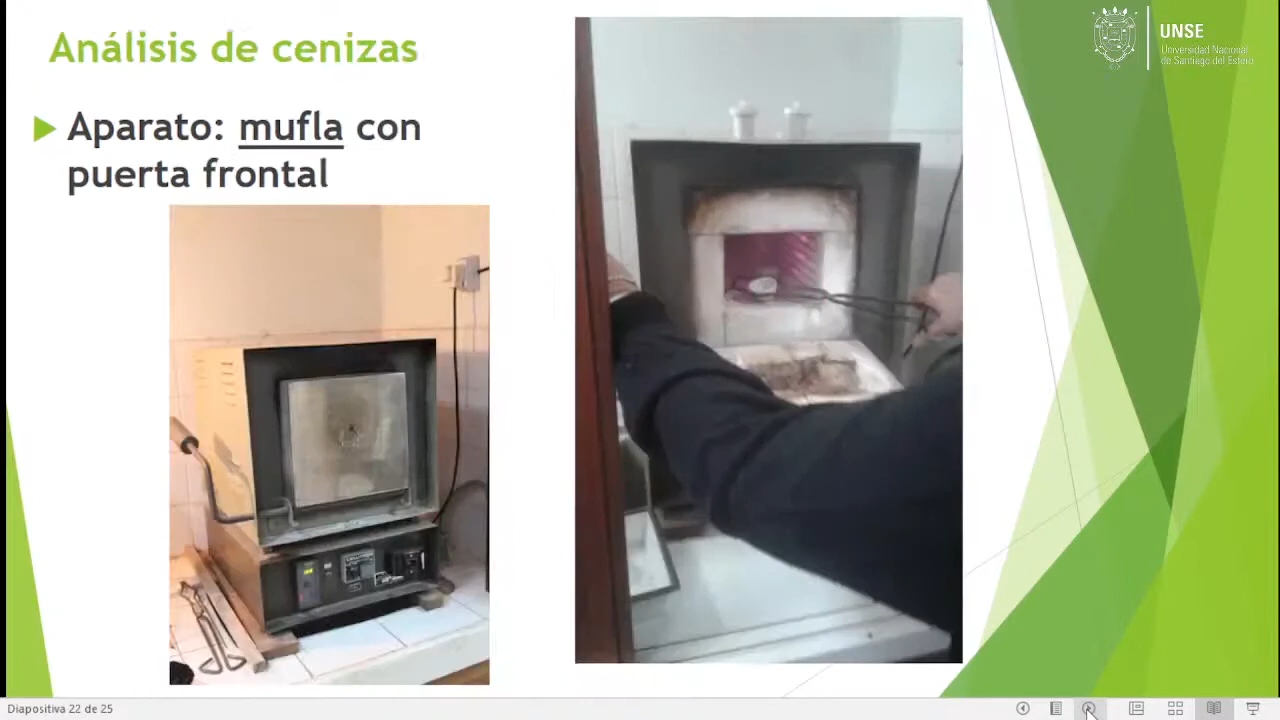 Análisis de cenizas
UNSE
Universidad Nacional
de Santiago del Estero
Aparato: mufla con
puerta frontal
Diapositiva 22 de 25